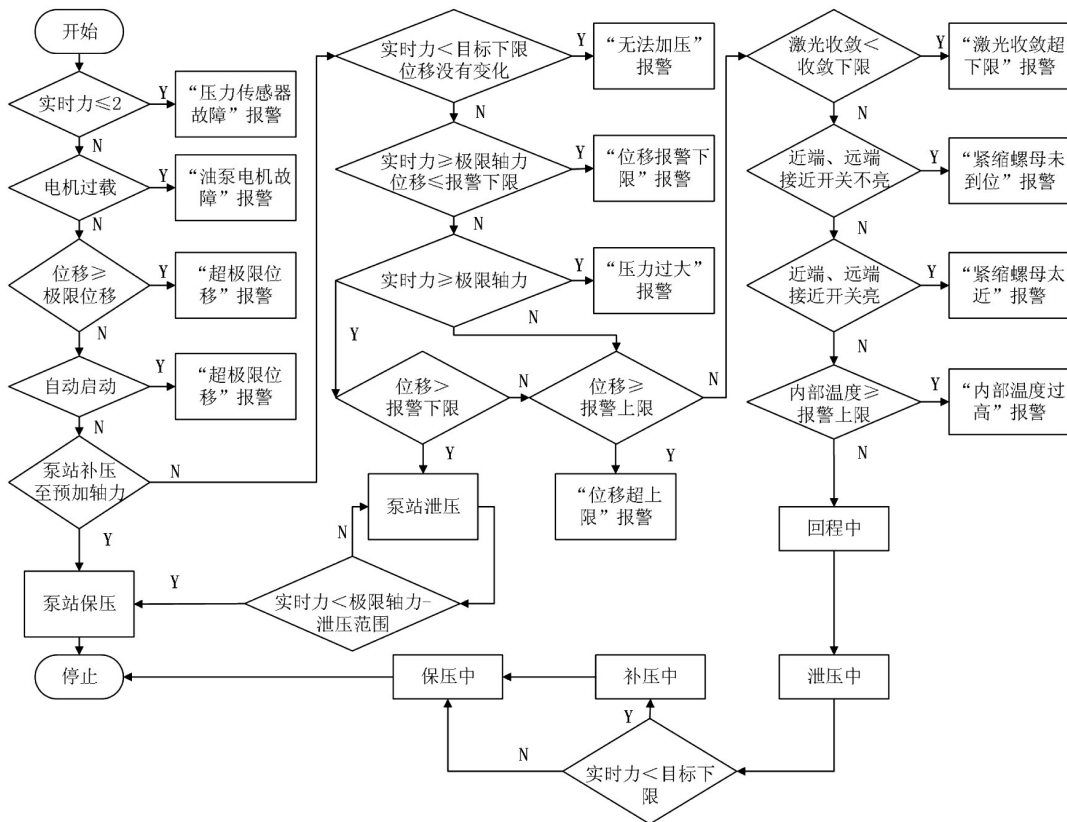 开始
实时力≤2
Y
“压力传感器
故障”报警
N
电机过载
Y
“油泵电机故
障”报警
N
位移≥
极限位移
Y
“超极限位
移”报警
N
自动启动
Y
“超极限位
移”报警
N
泵站补压
至预加轴力
N
Y
泵站保压
停止
实时力<目标下限
位移没有变化
Y
“无法加压”
报警
N
实时力≥极限轴力
位移≤报警下限
Y
“位移报警下
限”报警
N
实时力≥极限轴力
Y
“压力过大”
报警
Y
N
位移>
报警下限
N
位移≥
报警上限
N
Y
Y
泵站泄压
“位移超上
限”报警
N
实时力<极限轴力-
泄压范围
Y
激光收敛<
收敛下限
Y
“激光收敛超
下限”报警
N
近端、远端
接近开关不亮
Y
“紧缩螺母未
到位”报警
N
近端、远端
接近开关亮
Y
“紧缩螺母太
近”报警
N
内部温度≥
报警上限
Y
“内部温度过
高”报警
N
回程中
泄压中
实时力<目标下
限
Y
N
补压中
保压中